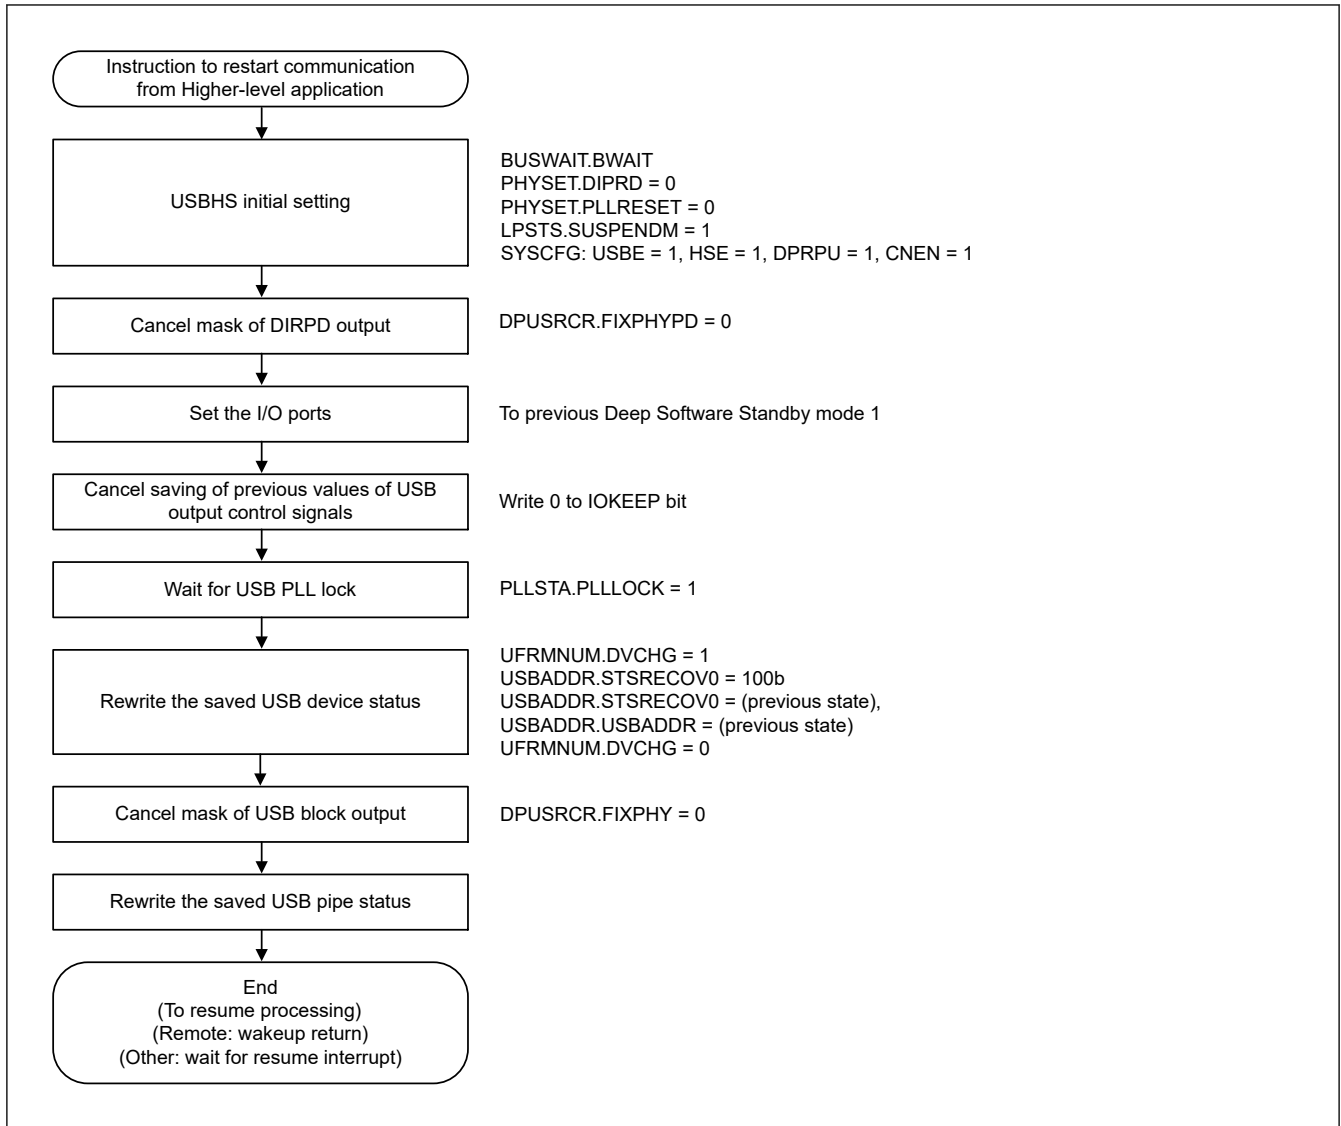 Instruction to restart communication
from Higher-level application
USBHS initial setting
BUSWAIT.BWAIT
PHYSET.DIPRD = 0
PHYSET.PLLRESET = 0
LPSTS.SUSPENDM = 1
SYSCFG: USBE = 1, HSE = 1, DPRPU = 1, CNEN = 1
Cancel mask of DIRPD output
DPUSRCR.FIXPHYPD = 0
Set the I/O ports
To previous Deep Software Standby mode 1
Cancel saving of previous values of USB
output control signals
Write 0 to IOKEEP bit
Wait for USB PLL lock
PLLSTA.PLLLOCK = 1
Rewrite the saved USB device status
UFRMNUM.DVCHG = 1
USBADDR.STSRECOV0 = 100b
USBADDR.STSRECOV0 = (previous state),
USBADDR.USBADDR = (previous state)
UFRMNUM.DVCHG = 0
Cancel mask of USB block output
DPUSRCR.FIXPHY = 0
Rewrite the saved USB pipe status
End
(To resume processing)
(Remote: wakeup return)
(Other: wait for resume interrupt)